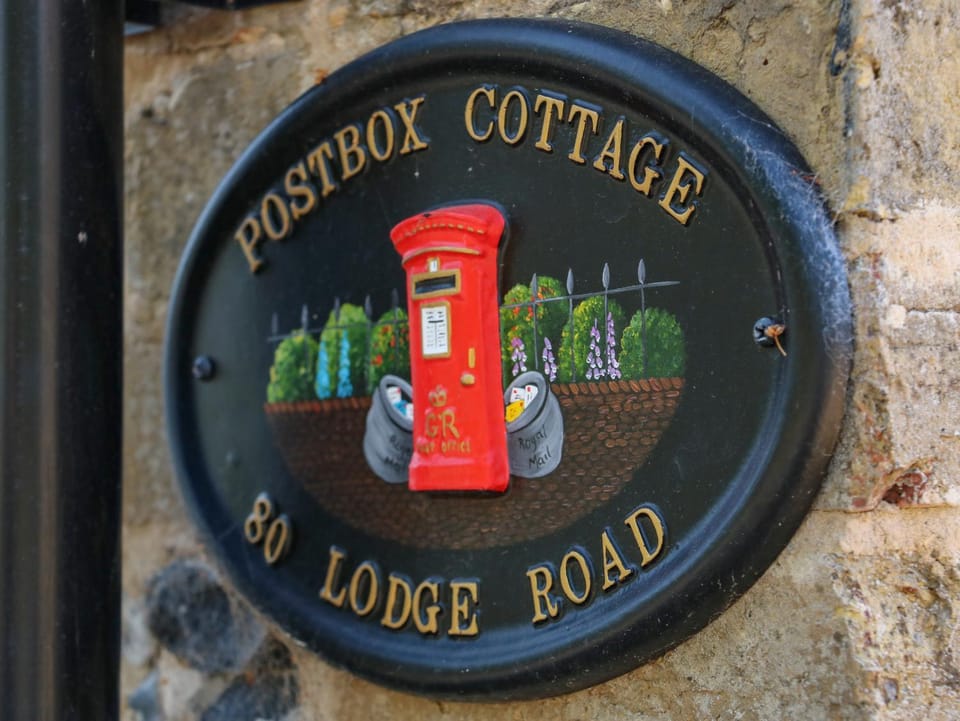 POSTBOX COTTAGE
GR
POST OFFICE
Royal
Mail
80 LODGE ROAD